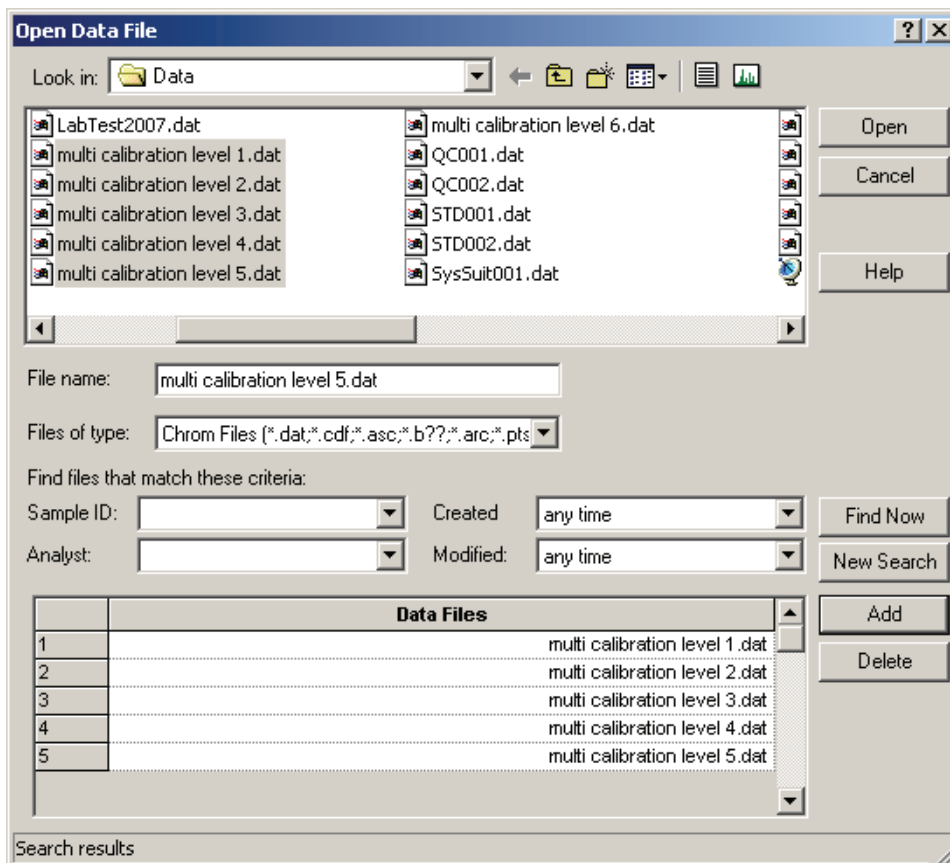 Open Data File
Look in: Data
LabTest2007.dat
multi calibration level 1.dat
multi calibration level 2.dat
multi calibration level 3.dat
multi calibration level 4.dat
multi calibration level 5.dat
multi calibration level 6.dat
QC001.dat
QC002.dat
STD001.dat
STD002.dat
SysSuit001.dat
Open
Cancel
Help
File name: multi calibration level 5.dat
Files of type: Chrom Files (*.dat;*.cdf;*.asc;*.b??;*.arc;*.pts
Find files that match these criteria:
Sample ID: Created any time Find Now
Analyst: Modified: any time New Search
Data Files
1 multi calibration level 1.dat
2 multi calibration level 2.dat
3 multi calibration level 3.dat
4 multi calibration level 4.dat
5 multi calibration level 5.dat
Add
Delete
Search results